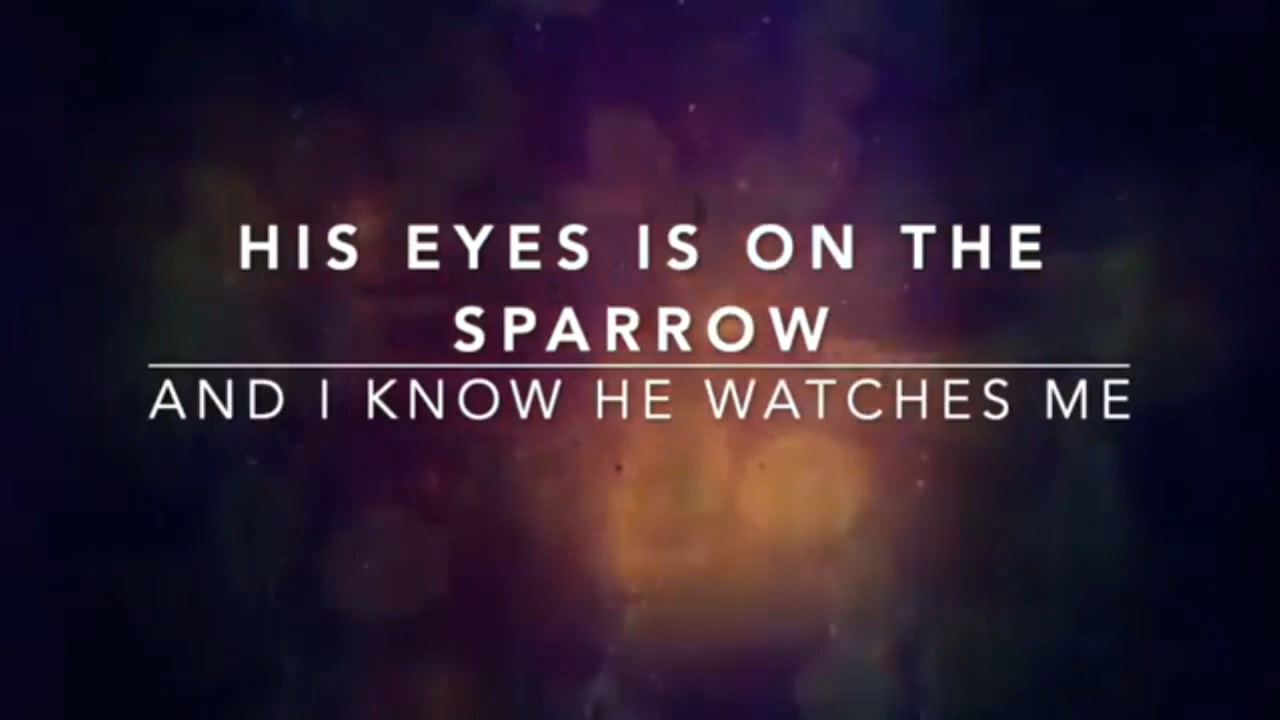 HIS EYES IS ON THE
SPARROW
AND I KNOW HE WATCHES ME